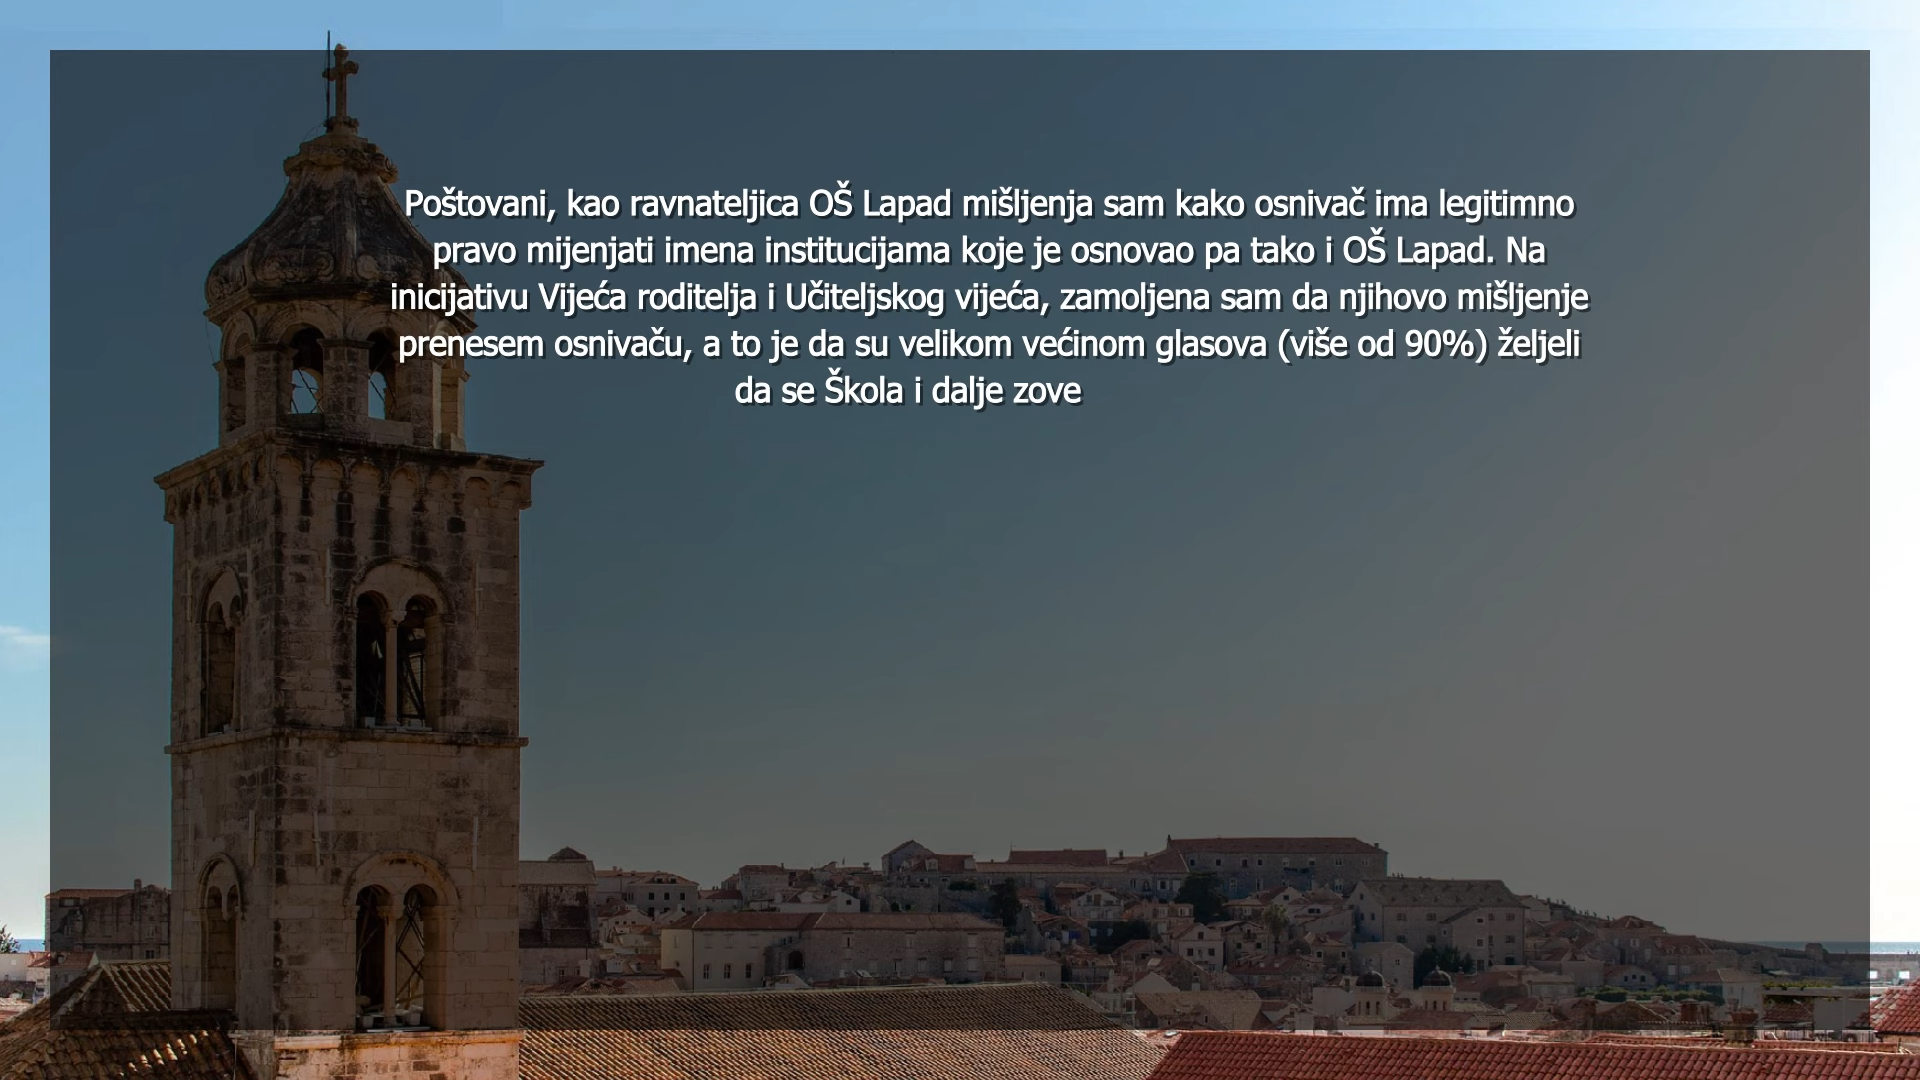 Poštovani, kao ravnateljica OŠ Lapad mišljenja sam kako osnivač ima legitimno
pravo mijenjati imena institucijama koje je osnovao pa tako i OŠ Lapad. Na
inicijativu Vijeća roditelja i Učiteljskog vijeća, zamoljena sam da njihovo mišljenje
prenesem osnivaču, a to je da su velikom većinom glasova (više od 90%) željeli
da se Škola i dalje zove